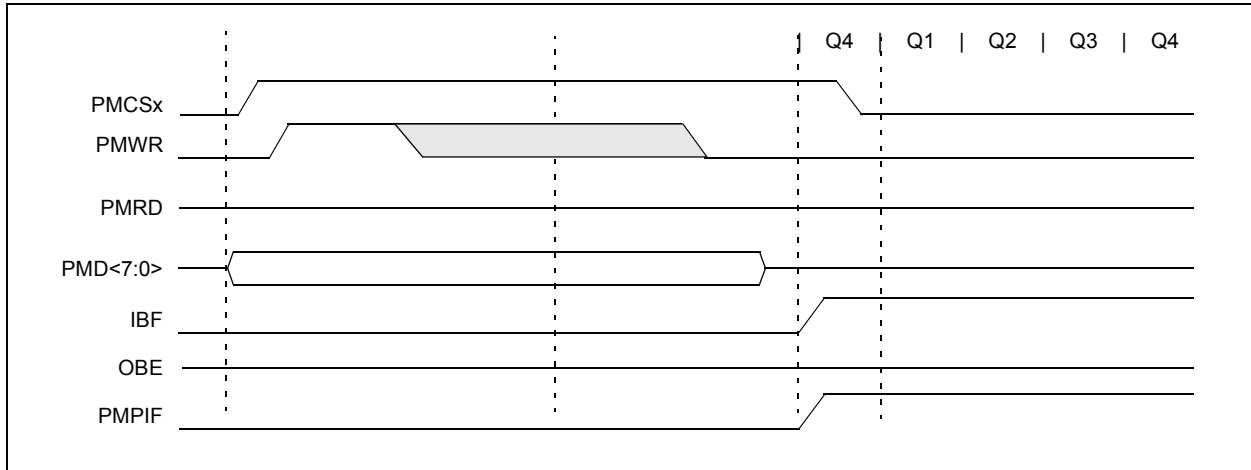 | Q4 | Q1 | Q2 | Q3 | Q4
PMCSx
PMWR
PMRD
PMD<7:0>
IBF
OBE
PMPIF